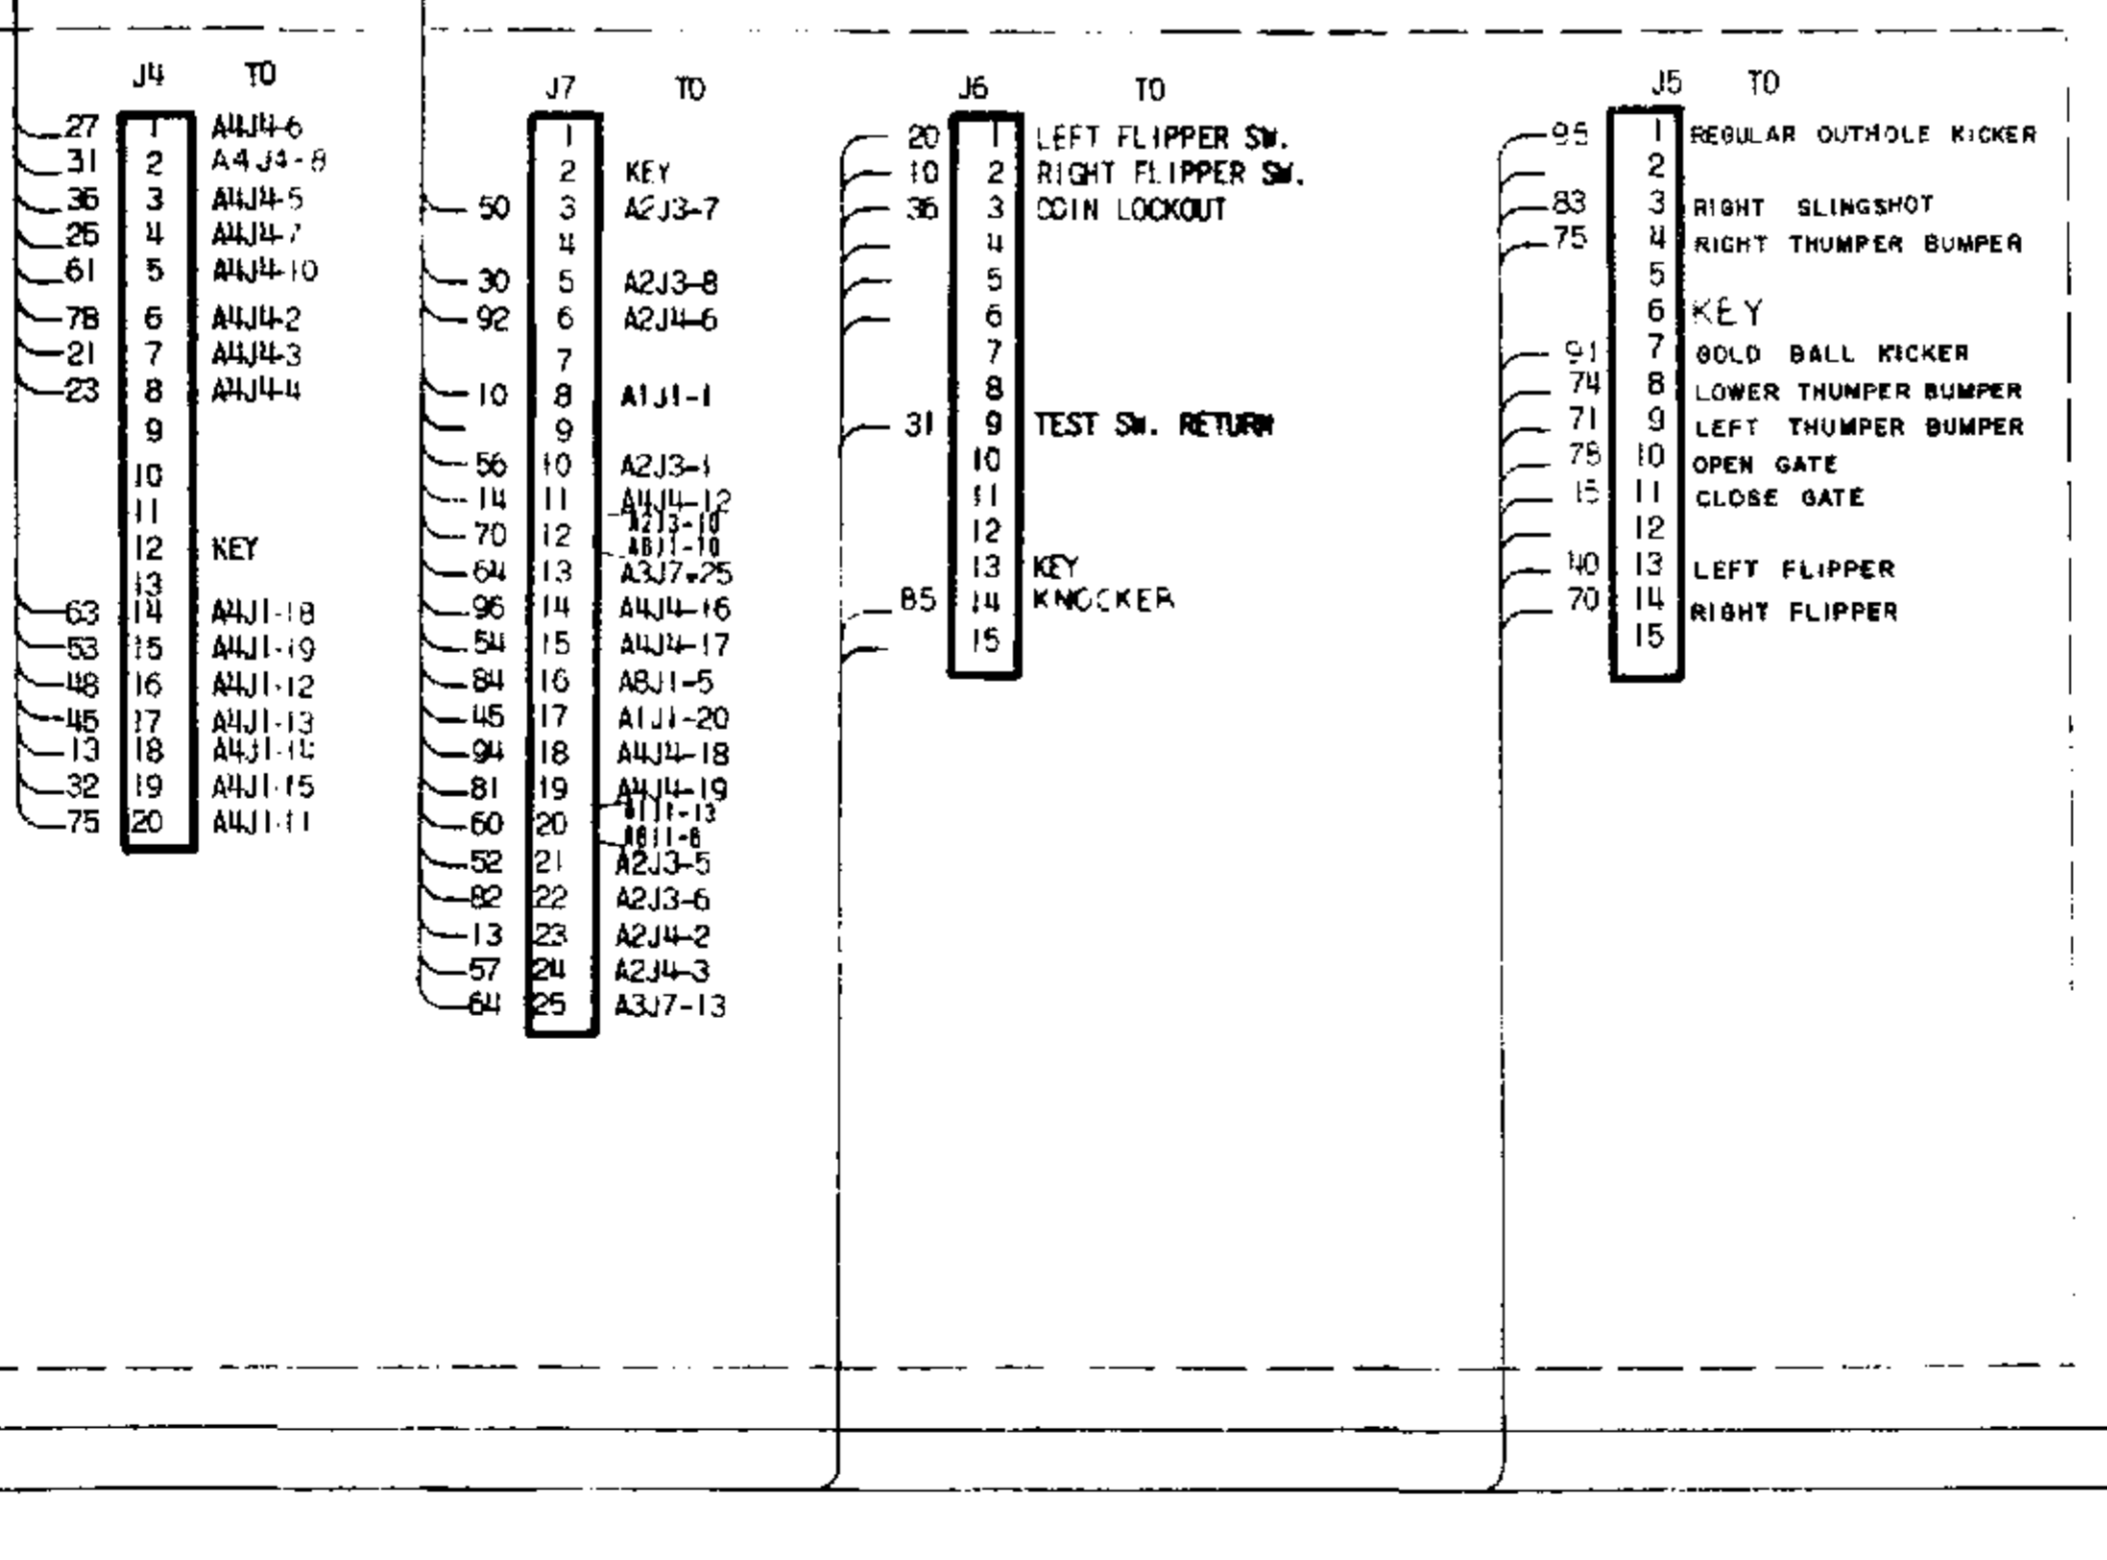 J4 TO
27 1 A4J4-6
31 2 A4J4-8
36 3 A4J4-5
26 4 A4J4-7
61 5 A4J4-10
78 6 A4J4-2
21 7 A4J4-3
23 8 A4J4-4
9
10
11
12 KEY
13
63 14 A4J1-18
53 15 A4J1-19
48 16 A4J1-12
45 17 A4J1-13
13 18 A4J1-14
32 19 A4J1-15
75 20 A4J1-11
J7 TO
1
2 KEY
50 3 A2J3-7
4
30 5 A2J3-8
92 6 A2J4-6
7
10 8 A1J1-1
9
56 10 A2J3-1
14 11 A4J4-12
A2J3-10
70 12 A8J1-10
64 13 A3J7-25
96 14 A4J4-16
54 15 A4J4-17
84 16 A8J1-5
45 17 A1J1-20
94 18 A4J4-18
81 19 A4J4-19
A1J1-13
60 20 A8J1-8
52 21 A2J3-5
82 22 A2J3-6
13 23 A2J4-2
57 24 A2J4-3
64 25 A3J7-13
J6 TO
20 1 LEFT FLIPPER SW.
10 2 RIGHT FLIPPER SW.
36 3 COIN LOCKOUT
4
5
6
7
8
31 9 TEST SW. RETURN
10
11
12
13 KEY
85 14 KNOCKER
15
J5 TO
95 1 REGULAR OUTHOLE KICKER
2
83 3 RIGHT SLINGSHOT
75 4 RIGHT THUMPER BUMPER
5
6 KEY
91 7 GOLD BALL KICKER
74 8 LOWER THUMPER BUMPER
71 9 LEFT THUMPER BUMPER
78 10 OPEN GATE
15 11 CLOSE GATE
12
40 13 LEFT FLIPPER
70 14 RIGHT FLIPPER
15